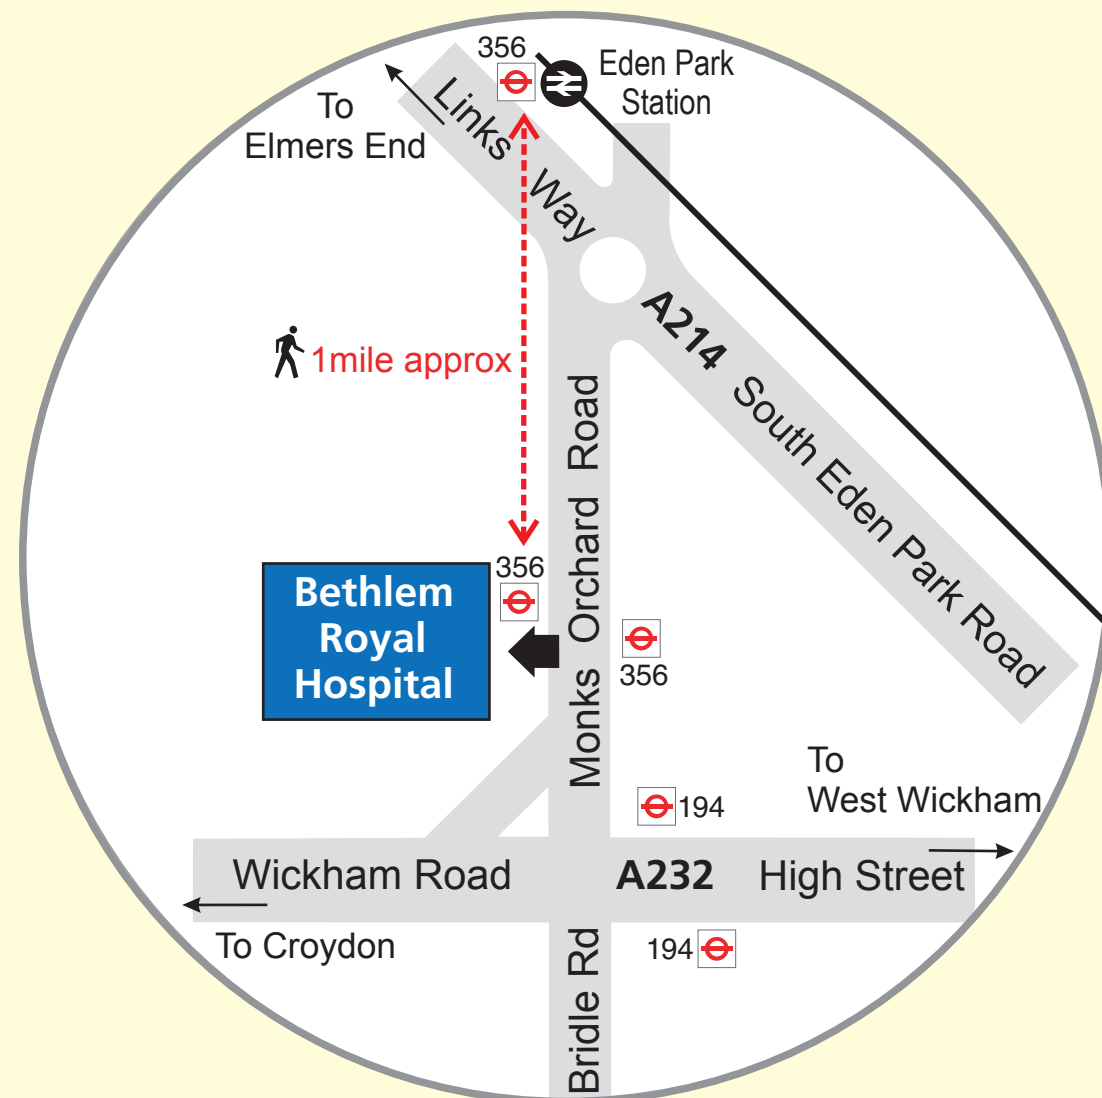 356
Eden Park
Station
To
Elmers End
Links Way
A214 South Eden Park Road
1mile approx
Monks Orchard Road
356
Bethlem
Royal
Hospital
356
To
West Wickham
194
Wickham Road A232 High Street
To Croydon
194
Bridle Rd